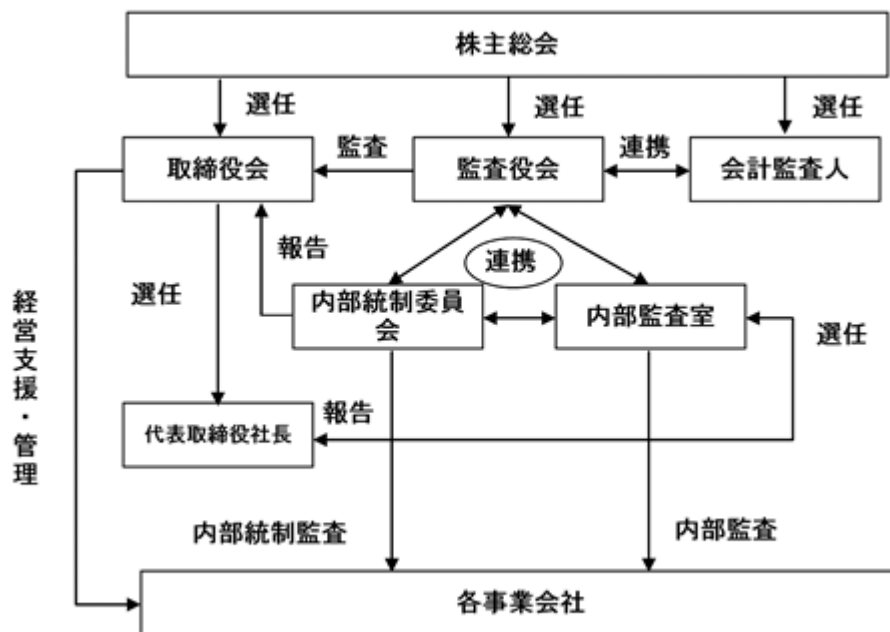 株主総会
選任
選任
選任
取締役会
監査
監査役会
連携
会計監査人
報告
連携
選任
内部統制委員
会
内部監査室
選任
経営支援・管理
代表取締役社長
報告
内部統制監査
内部監査
各事業会社